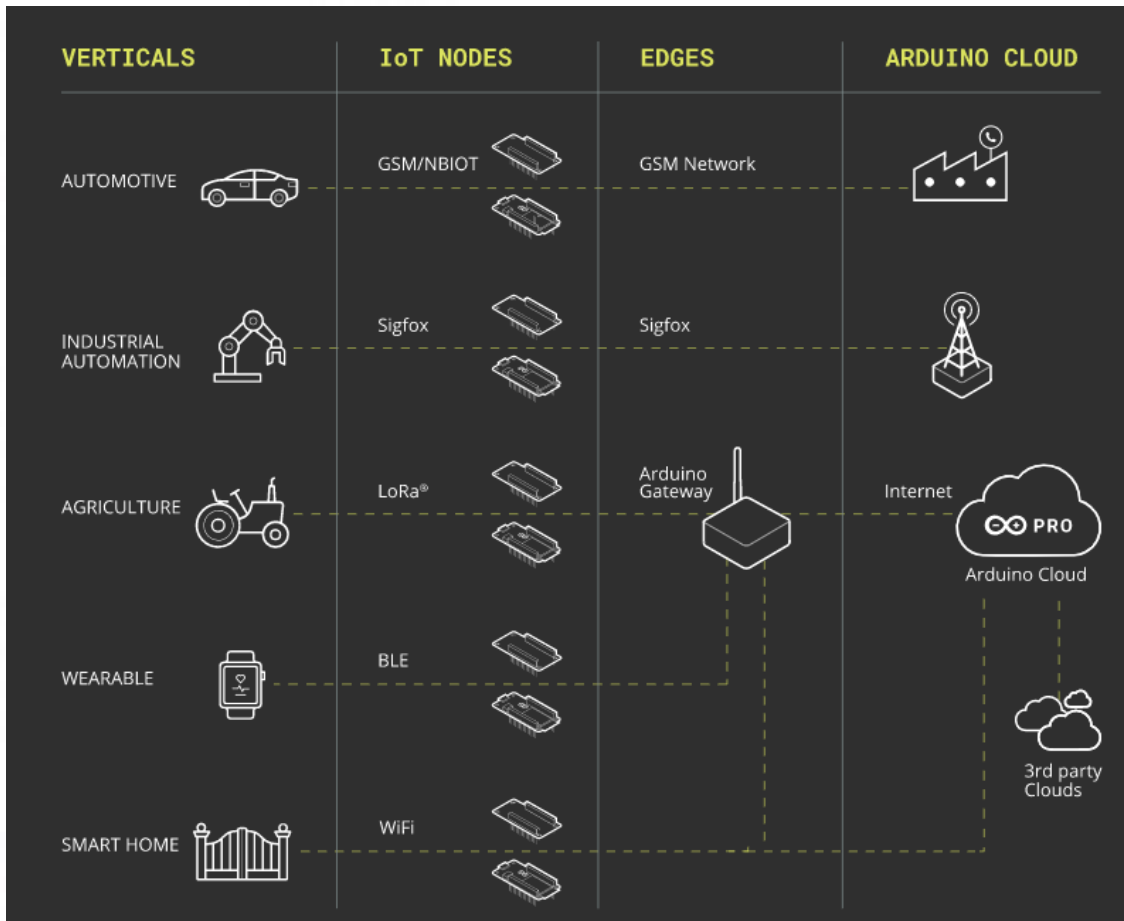 VERTICALS
IoT NODES
EDGES
ARDUINO CLOUD
AUTOMOTIVE
GSM/NBIOT
GSM Network
INDUSTRIAL
AUTOMATION
Sigfox
Sigfox
AGRICULTURE
LoRa®
Arduino
Gateway
Internet
PRO
Arduino Cloud
WEARABLE
BLE
3rd party
Clouds
SMART HOME
WiFi